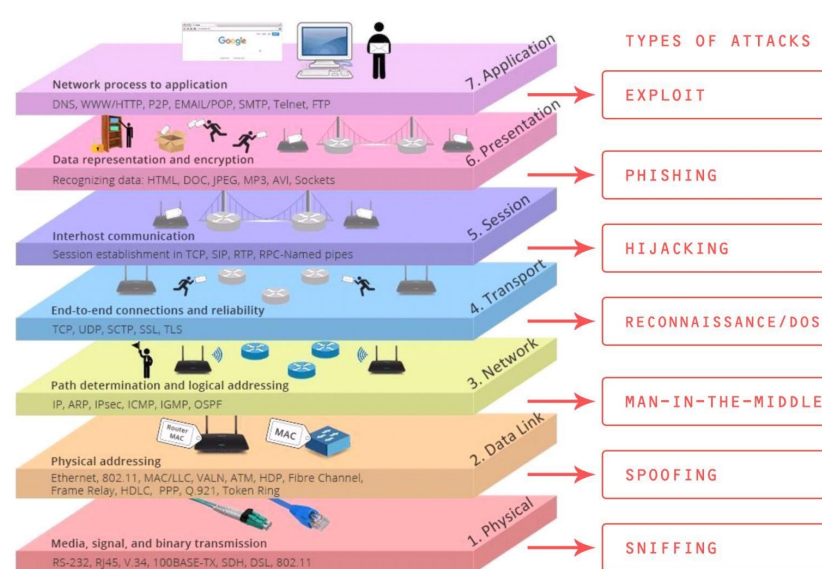 Google
TYPES OF ATTACKS
7. Application
Network process to application
DNS, WWW/HTTP, P2P, EMAIL/POP, SMTP, Telnet, FTP
EXPLOIT
6. Presentation
Data representation and encryption
Recognizing data: HTML, DOC, JPEG, MP3, AVI, Sockets
PHISHING
5. Session
Interhost communication
Session establishment in TCP, SIP, RTP, RPC-Named pipes
HIJACKING
4. Transport
End-to-end connections and reliability
TCP, UDP, SCTP, SSL, TLS
RECONNAISSANCE/DOS
3. Network
Path determination and logical addressing
IP, ARP, IPsec, ICMP, IGMP, OSPF
MAN-IN-THE-MIDDLE
Router
MAC
MAC
2. Data Link
Physical addressing
Ethernet, 802.11, MAC/LLC, VALN, ATM, HDP, Fibre Channel,
Frame Relay, HDLC, PPP, Q.921, Token Ring
SPOOFING
1. Physical
Media, signal, and binary transmission
RS-232, RJ45, V.34, 100BASE-TX, SDH, DSL, 802.11
SNIFFING